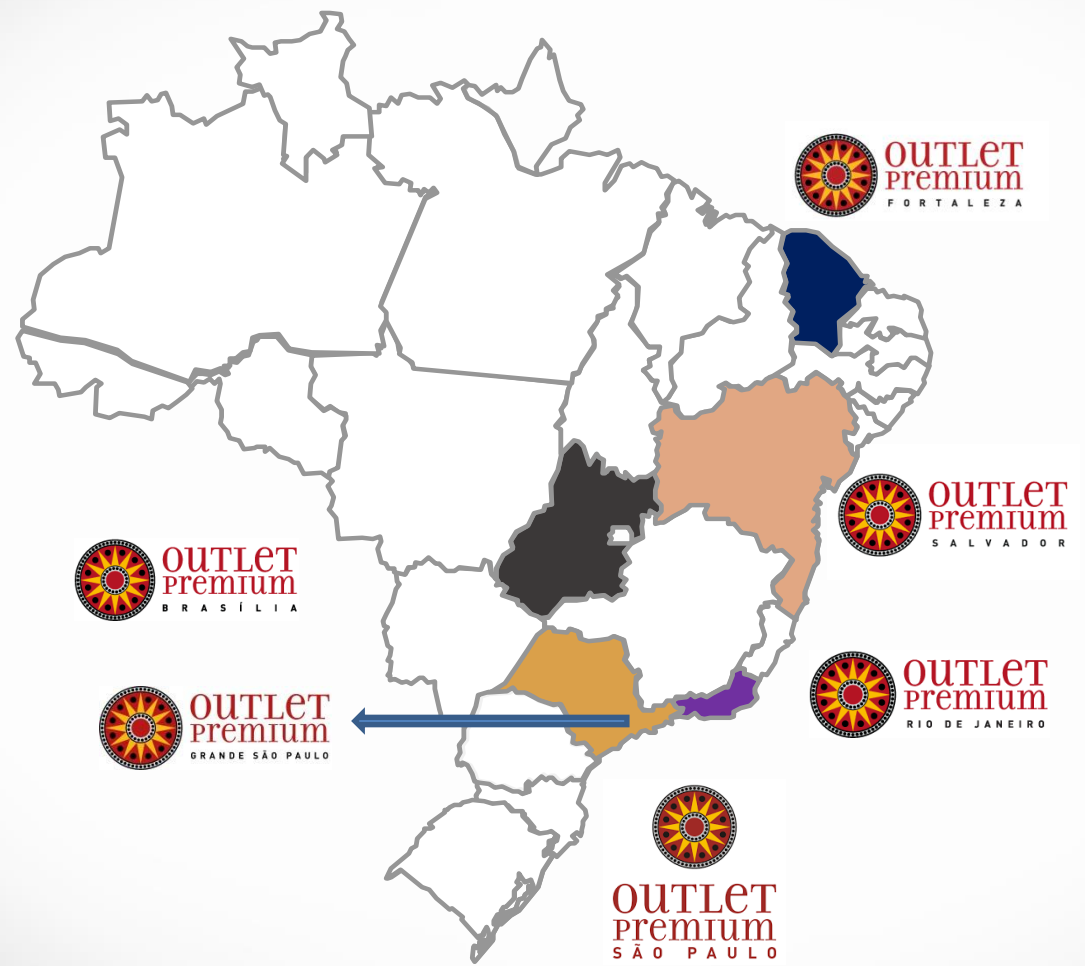 OUTLET
PREMIUM
FORTALEZA
OUTLET
PREMIUM
SALVADOR
OUTLET
PREMIUM
BRASÍLIA
OUTLET
PREMIUM
RIO DE JANEIRO
OUTLET
PREMIUM
GRANDE SÃO PAULO
OUTLET
PREMIUM
SÃO PAULO